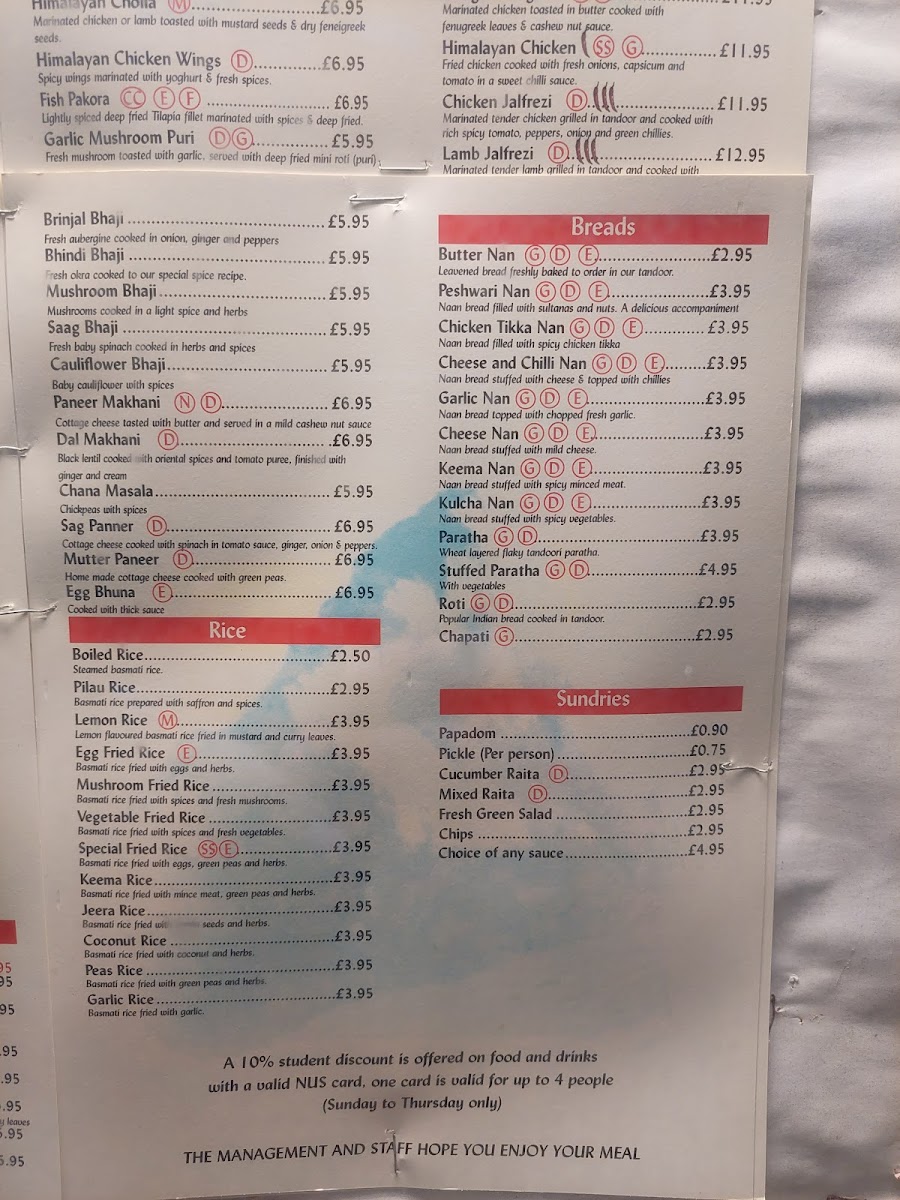 Himalayan Cholla (M) £6.95
Marinated chicken or lamb toasted with mustard seeds & dry feneigreek
seeds.
Himalayan Chicken Wings (D) £6.95
Spicy wings marinated with yoghurt & fresh spices.
Fish Pakora (CC) (E) (F) £6.95
Lightly spiced deep fried Tilapia fillet marinated with spices & deep fried.
Garlic Mushroom Puri (D) (G) £5.95
Fresh mushroom toasted with garlic, served with deep fried mini roti (puri).
Brinjal Bhaji £5.95
Fresh aubergine cooked in onion, ginger and peppers
Bhindi Bhaji £5.95
Fresh okra cooked to our special spice recipe.
Mushroom Bhaji £5.95
Mushrooms cooked in a light spice and herbs
Saag Bhaji £5.95
Fresh baby spinach cooked in herbs and spices
Cauliflower Bhaji £5.95
Baby cauliflower with spices
Paneer Makhani (N) (D) £6.95
Cottage cheese tasted with butter and served in a mild cashew nut sauce
Dal Makhani (D) £6.95
Black lentil cooked with oriental spices and tomato puree, finished with
ginger and cream
Chana Masala £5.95
Chickpeas with spices
Sag Panner (D) £6.95
Cottage cheese cooked with spinach in tomato sauce, ginger, onion & peppers.
Mutter Paneer (D) £6.95
Home made cottage cheese cooked with green peas.
Egg Bhuna (E) £6.95
Cooked with thick sauce
Rice
Boiled Rice £2.50
Steamed basmati rice.
Pilau Rice £2.95
Basmati rice prepared with saffron and spices.
Lemon Rice (M) £3.95
Lemon flavoured basmati rice fried in mustard and curry leaves.
Egg Fried Rice (E) £3.95
Basmati rice fried with eggs and herbs.
Mushroom Fried Rice £3.95
Basmati rice fried with spices and fresh mushrooms.
Vegetable Fried Rice £3.95
Basmati rice fried with spices and fresh vegetables.
Special Fried Rice (SS) (E) £3.95
Basmati rice fried with eggs, green peas and herbs.
Keema Rice £3.95
Basmati rice fried with mince meat, green peas and herbs.
Jeera Rice £3.95
Basmati rice fried with seeds and herbs.
Coconut Rice £3.95
Basmati rice fried with coconut and herbs.
Peas Rice £3.95
Basmati rice fried with green peas and herbs.
Garlic Rice £3.95
Basmati rice fried with garlic.
Marinated chicken toasted in butter cooked with
fenugreek leaves & cashew nut sauce.
Himalayan Chicken (SS) (G) £11.95
Fried chicken cooked with fresh onions, capsicum and
tomato in a sweet chilli sauce.
Chicken Jalfrezi (D) £11.95
Marinated tender chicken grilled in tandoor and cooked with
rich spicy tomato, peppers, onion and green chillies.
Lamb Jalfrezi (D) £12.95
Marinated tender lamb grilled in tandoor and cooked with
Breads
Butter Nan (G) (D) (E) £2.95
Leavened bread freshly baked to order in our tandoor.
Peshwari Nan (G) (D) (E) £3.95
Naan bread filled with sultanas and nuts. A delicious accompaniment
Chicken Tikka Nan (G) (D) (E) £3.95
Naan bread filled with spicy chicken tikka
Cheese and Chilli Nan (G) (D) (E) £3.95
Naan bread stuffed with cheese & topped with chillies
Garlic Nan (G) (D) (E) £3.95
Naan bread topped with chopped fresh garlic.
Cheese Nan (G) (D) (E) £3.95
Naan bread stuffed with mild cheese.
Keema Nan (G) (D) (E) £3.95
Naan bread stuffed with spicy minced meat.
Kulcha Nan (G) (D) (E) £3.95
Naan bread stuffed with spicy vegetables.
Paratha (G) (D) £3.95
Wheat layered flaky tandoori paratha.
Stuffed Paratha (G) (D) £4.95
With vegetables
Roti (G) (D) £2.95
Popular Indian bread cooked in tandoor.
Chapati (G) £2.95
Sundries
Papadom £0.90
Pickle (Per person) £0.75
Cucumber Raita (D) £2.95
Mixed Raita (D) £2.95
Fresh Green Salad £2.95
Chips £2.95
Choice of any sauce £4.95
A 10% student discount is offered on food and drinks
with a valid NUS card, one card is valid for up to 4 people
(Sunday to Thursday only)
THE MANAGEMENT AND STAFF HOPE YOU ENJOY YOUR MEAL